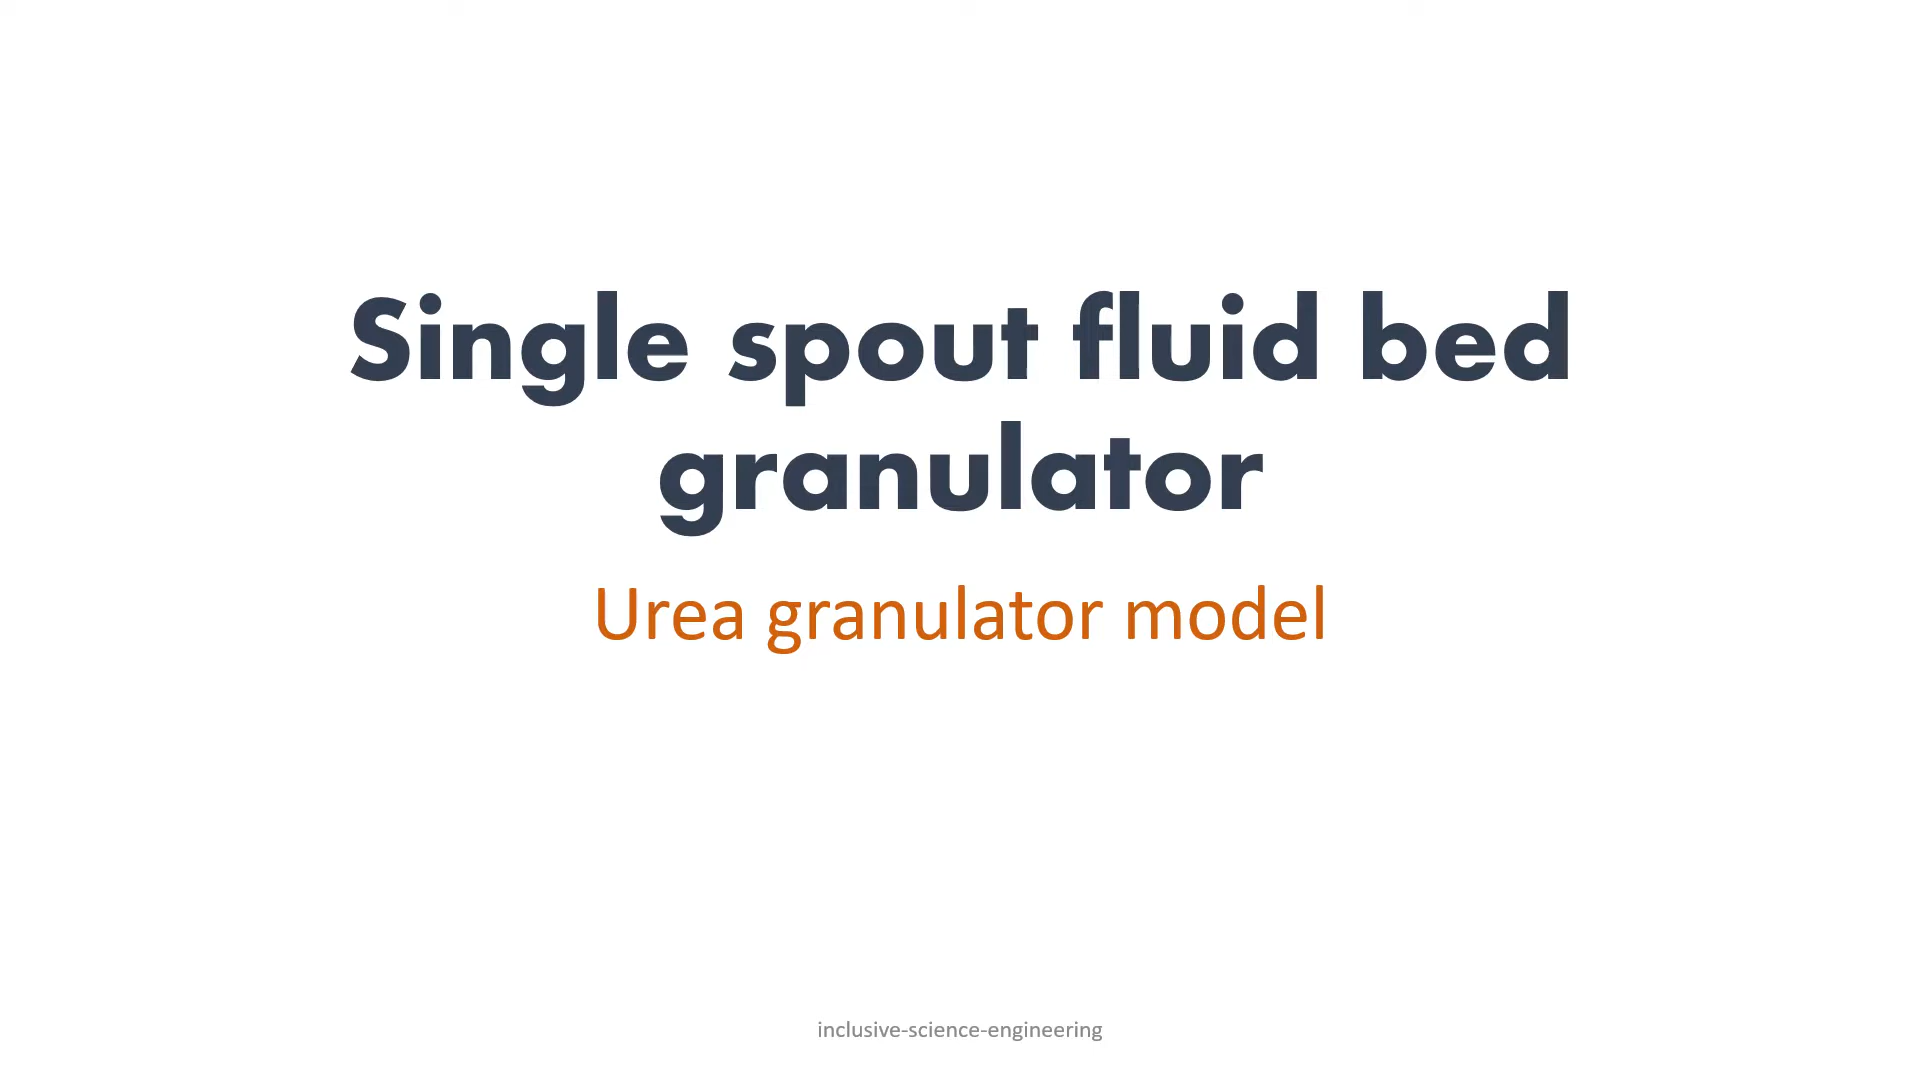 Single spout fluid bed
granulator
Urea granulator model
inclusive-science-engineering